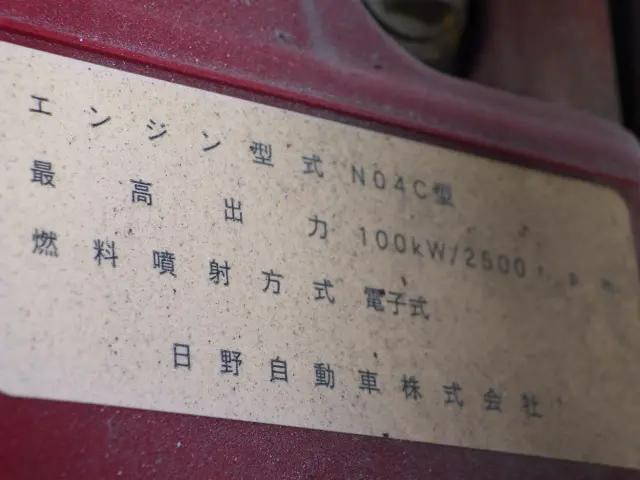 エンジン型式 N04C型
最高出力 100kW/2500r.p.m
燃料噴射方式 電子式
日野自動車株式会社